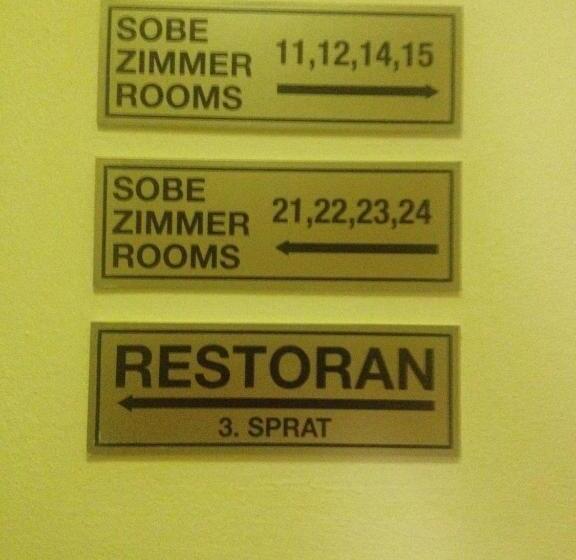 SOBE
ZIMMER
ROOMS
11,12,14,15
SOBE
ZIMMER
ROOMS
21,22,23,24
RESTORAN
3. SPRAT